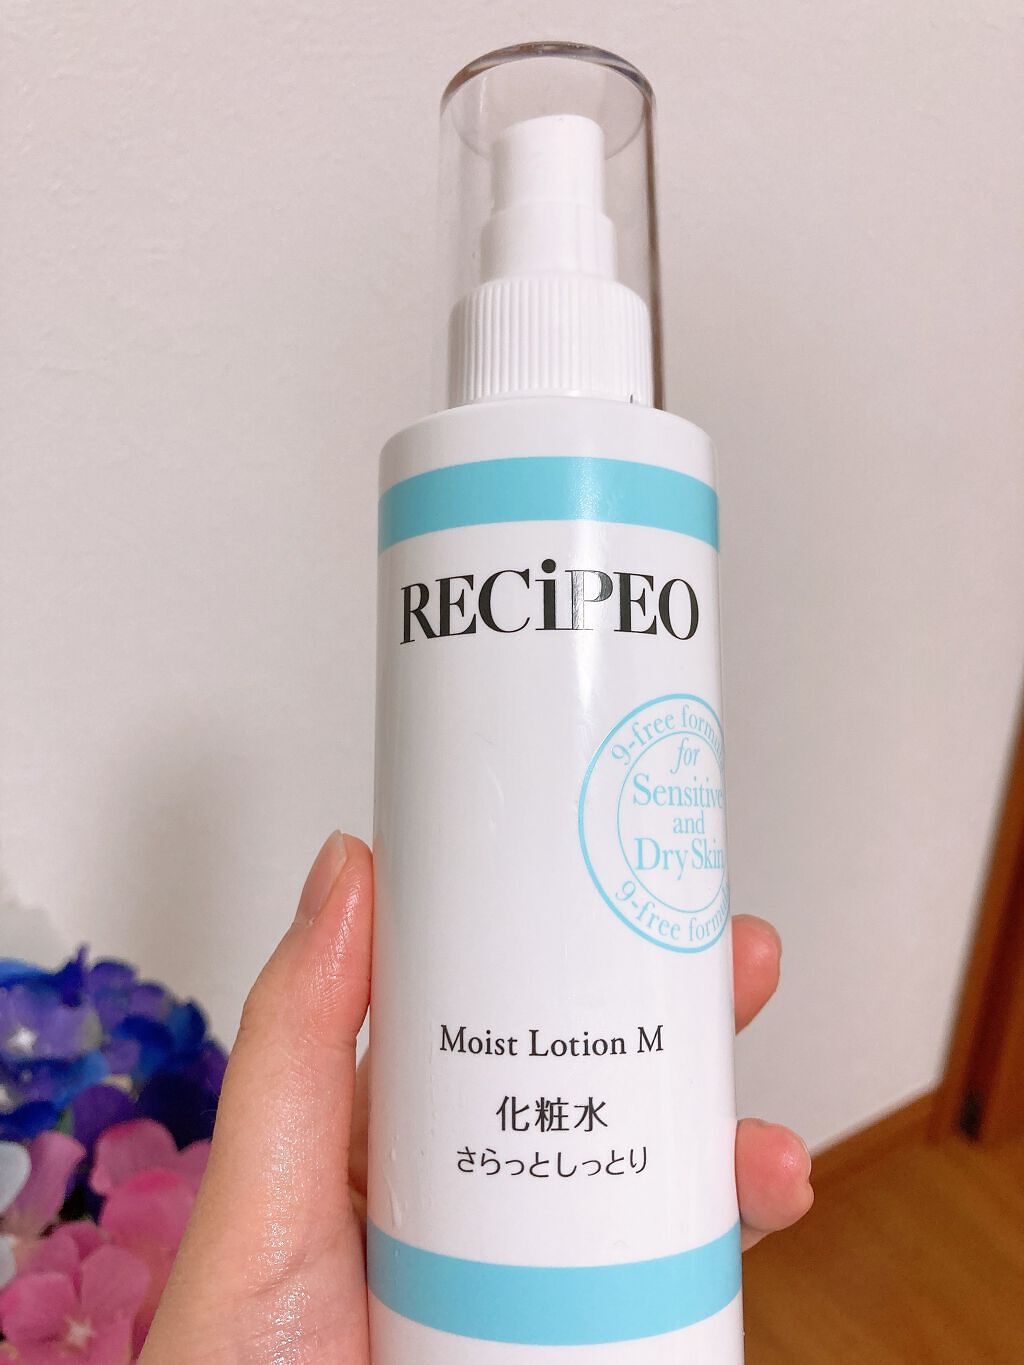 RECiPEO
9-free formula
for
Sensitive
and
Dry Skin
9-free formula
Moist Lotion M
化粧水
さらっとしっとり